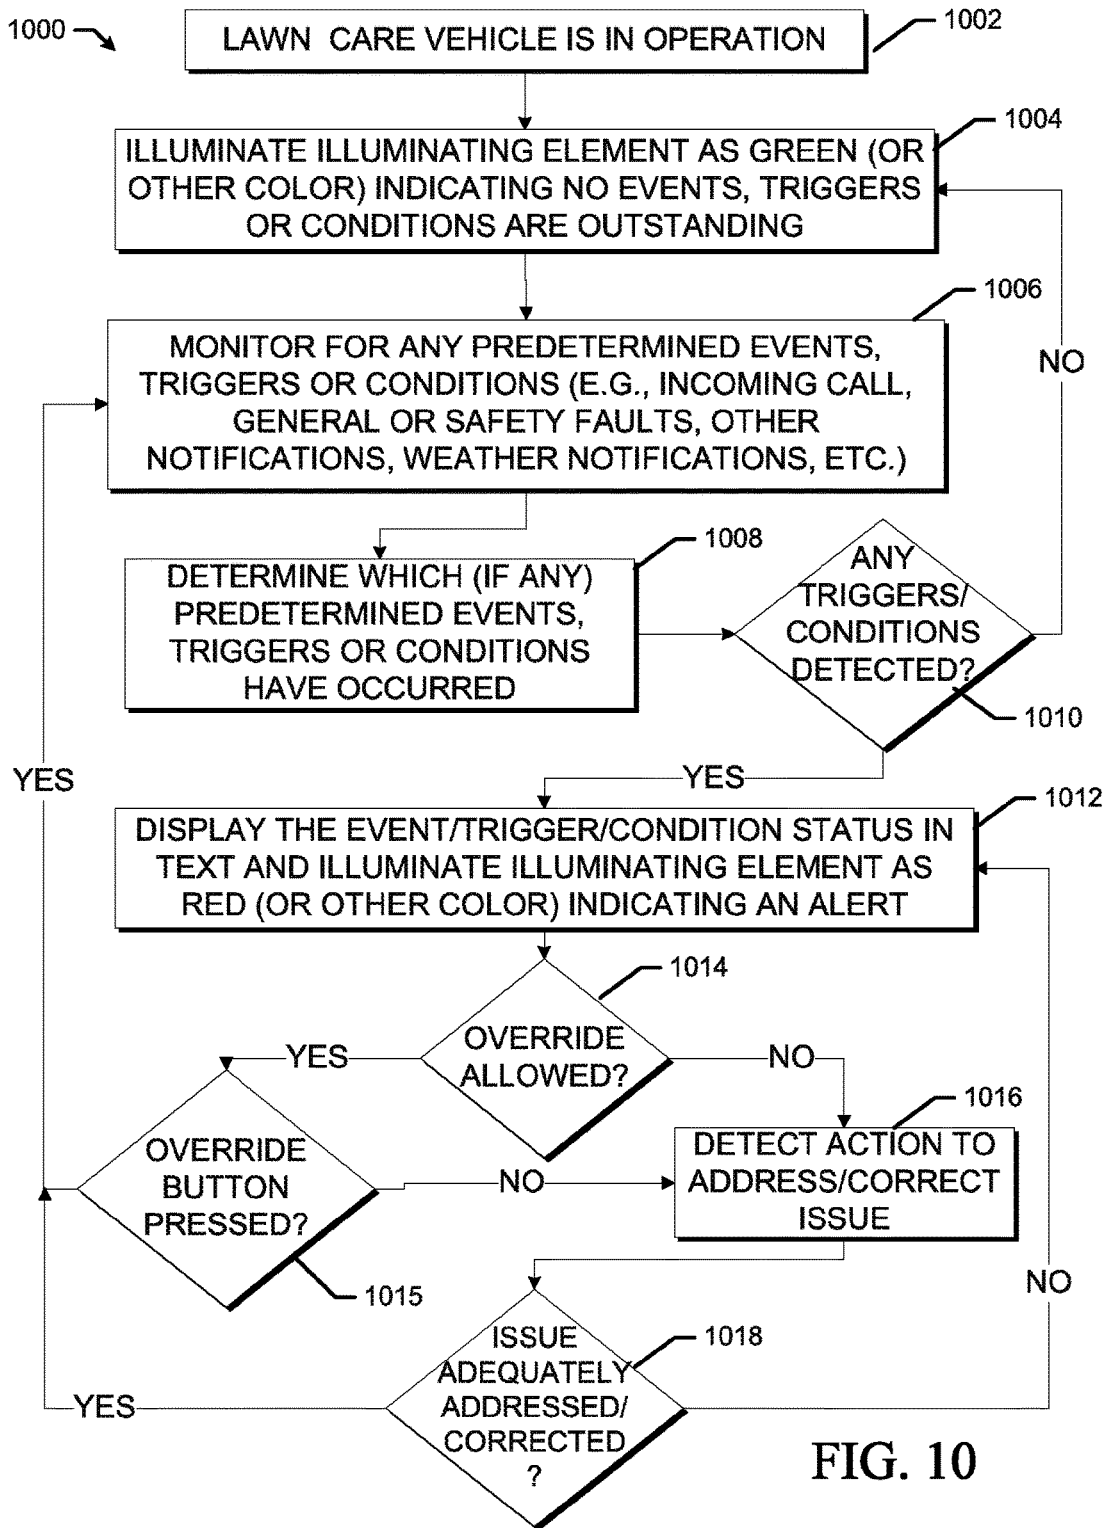 1000
LAWN CARE VEHICLE IS IN OPERATION
1002
1004
ILLUMINATE ILLUMINATING ELEMENT AS GREEN (OR
OTHER COLOR) INDICATING NO EVENTS, TRIGGERS
OR CONDITIONS ARE OUTSTANDING
1006
MONITOR FOR ANY PREDETERMINED EVENTS,
TRIGGERS OR CONDITIONS (E.G., INCOMING CALL,
GENERAL OR SAFETY FAULTS, OTHER
NOTIFICATIONS, WEATHER NOTIFICATIONS, ETC.)
NO
1008
DETERMINE WHICH (IF ANY)
PREDETERMINED EVENTS,
TRIGGERS OR CONDITIONS
HAVE OCCURRED
ANY
TRIGGERS/
CONDITIONS
DETECTED?
1010
YES
YES
1012
DISPLAY THE EVENT/TRIGGER/CONDITION STATUS IN
TEXT AND ILLUMINATE ILLUMINATING ELEMENT AS
RED (OR OTHER COLOR) INDICATING AN ALERT
1014
OVERRIDE
ALLOWED?
YES
NO
1016
OVERRIDE
BUTTON
PRESSED?
1015
NO
DETECT ACTION TO
ADDRESS/CORRECT
ISSUE
NO
1018
ISSUE
ADEQUATELY
ADDRESSED/
CORRECTED
?
YES
FIG. 10